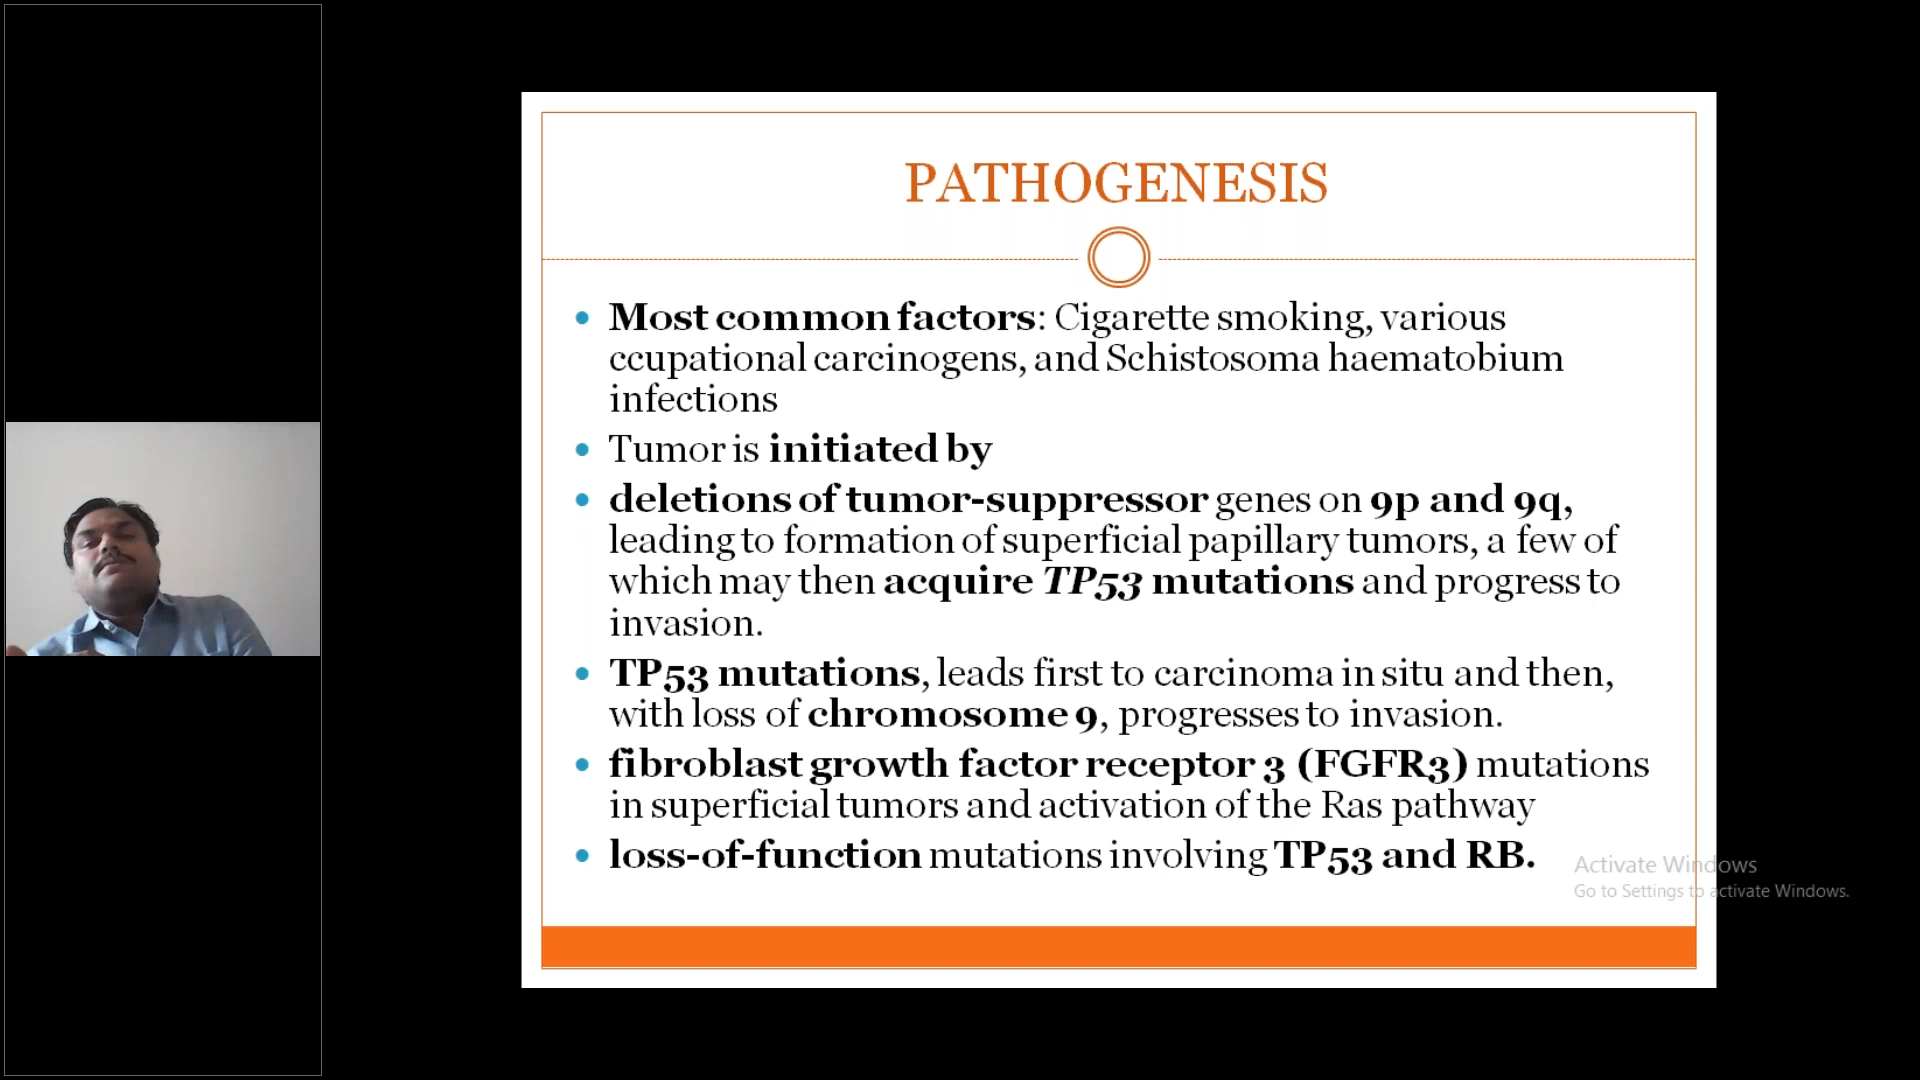 PATHOGENESIS
• Most common factors: Cigarette smoking, various
ccupational carcinogens, and Schistosoma haematobium
infections
• Tumor is initiated by
• deletions of tumor-suppressor genes on 9p and 9q,
leading to formation of superficial papillary tumors, a few of
which may then acquire TP53 mutations and progress to
invasion.
• TP53 mutations, leads first to carcinoma in situ and then,
with loss of chromosome 9, progresses to invasion.
• fibroblast growth factor receptor 3 (FGFR3) mutations
in superficial tumors and activation of the Ras pathway
• loss-of-function mutations involving TP53 and RB.
Activate Windows
Go to Settings to activate Windows.